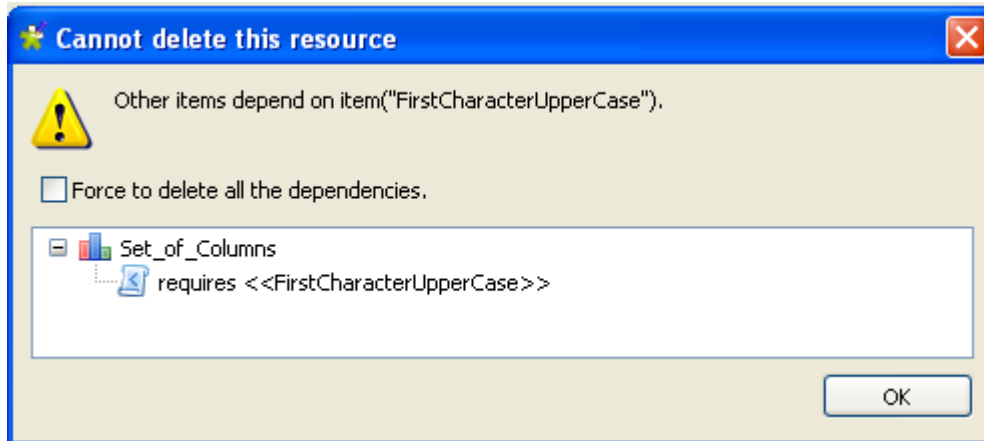 Cannot delete this resource
Other items depend on item("FirstCharacterUpperCase").
Force to delete all the dependencies.
Set_of_Columns
requires <<FirstCharacterUpperCase>>
OK